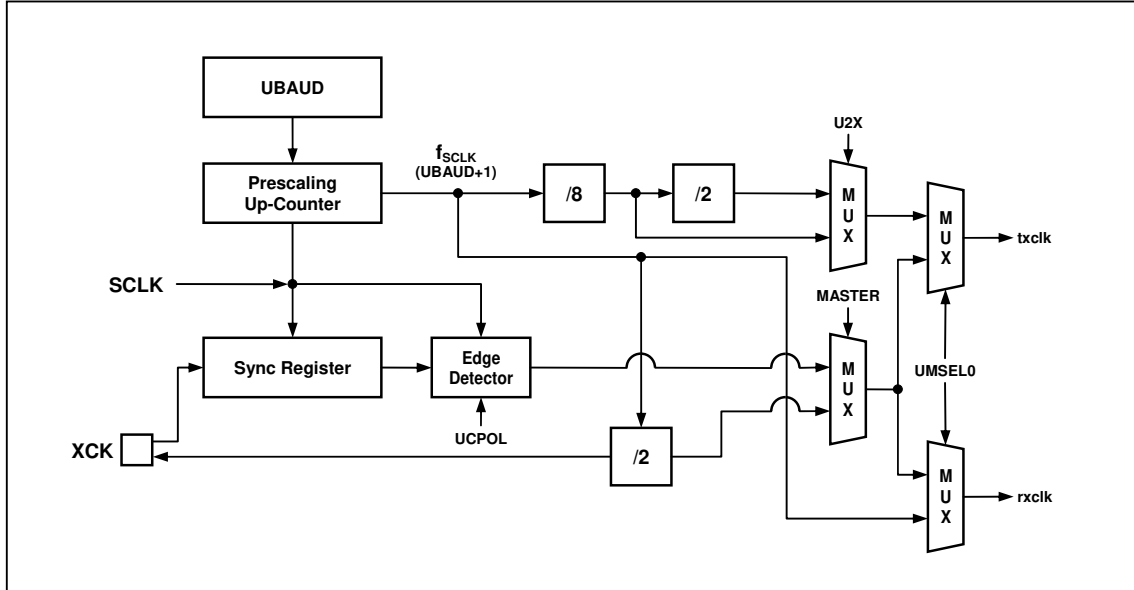 UBAUD
U2X
fSCLK
(UBAUD+1)
Prescaling
Up-Counter
/8
/2
M
U
X
M
U
X
txclk
SCLK
MASTER
Sync Register
Edge
Detector
M
U
X
UMSEL0
UCPOL
XCK
/2
M
U
X
rxclk